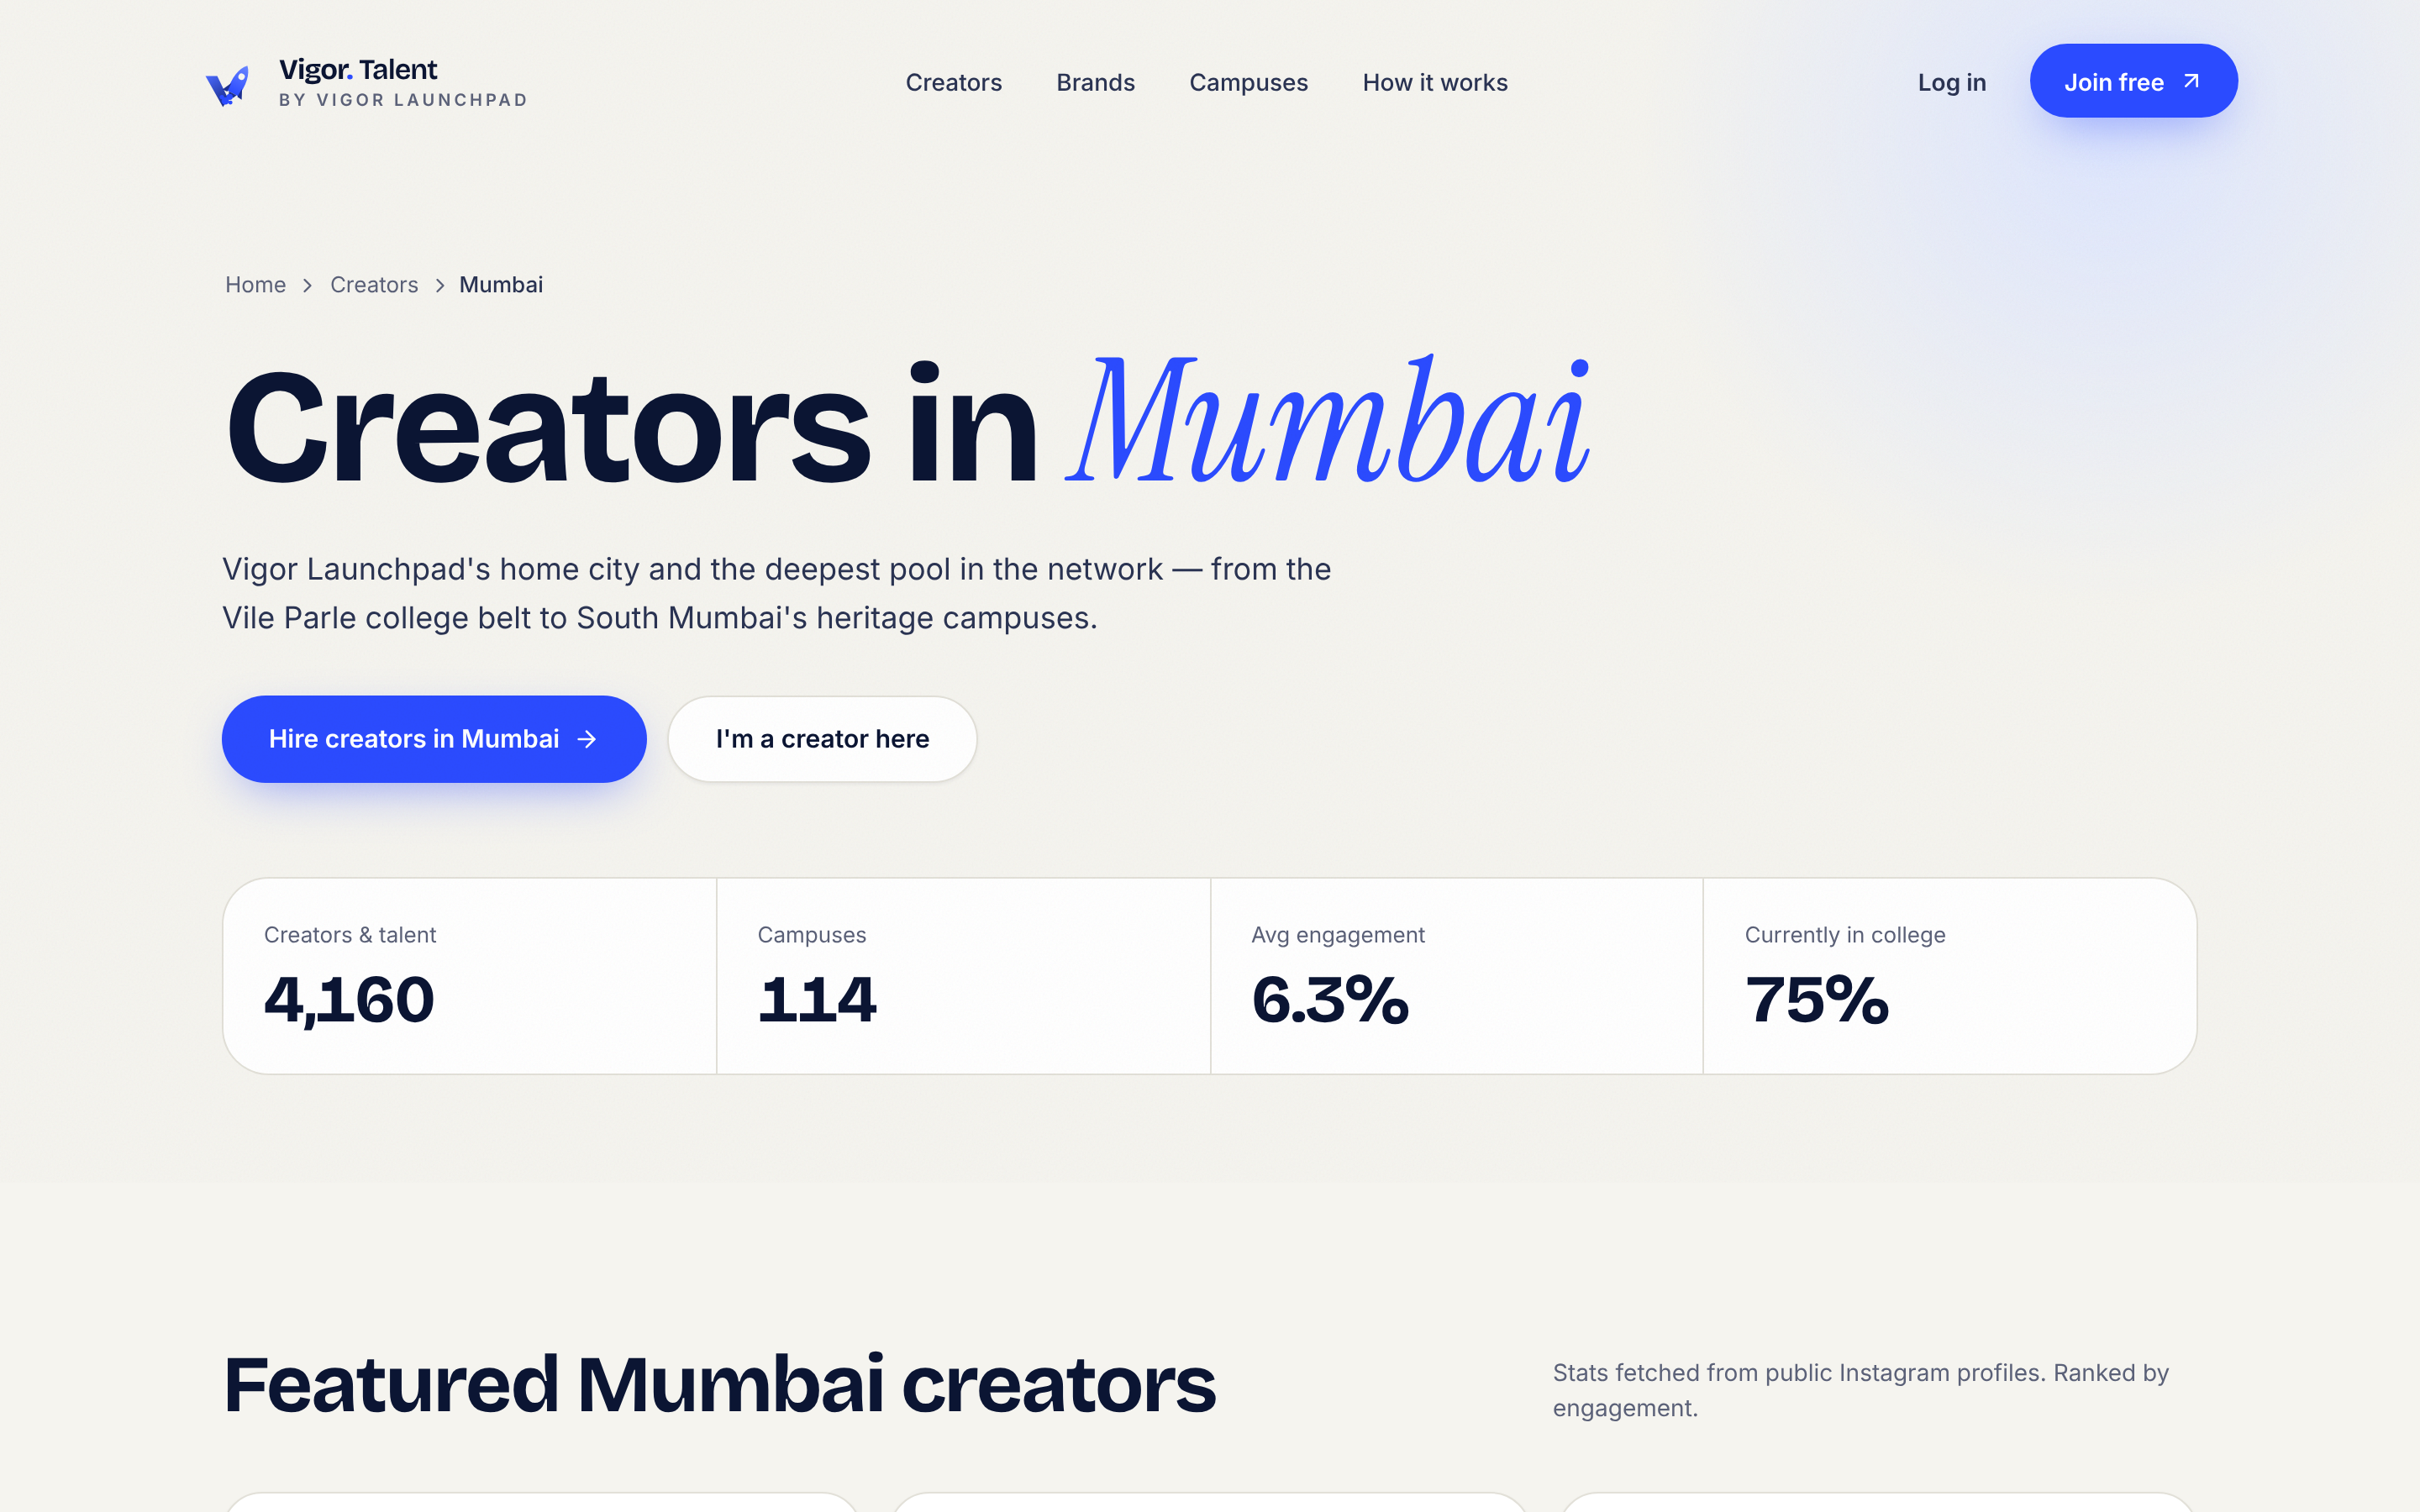 Vigor. Talent
BY VIGOR LAUNCHPAD
Creators
Brands
Campuses
How it works
Log in
Join free
Home
Creators
Mumbai
Creators in Mumbai
Vigor Launchpad's home city and the deepest pool in the network — from the
Vile Parle college belt to South Mumbai's heritage campuses.
Hire creators in Mumbai
I'm a creator here
Creators & talent
4,160
Campuses
114
Avg engagement
6.3%
Currently in college
75%
Featured Mumbai creators
Stats fetched from public Instagram profiles. Ranked by
engagement.